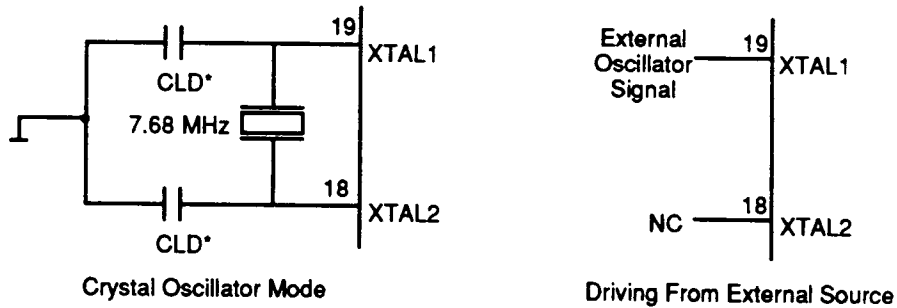 19
XTAL1
CLD*
7.68 MHz
18
XTAL2
CLD*
Crystal Oscillator Mode
External
Oscillator
Signal
19
XTAL1
NC
18
XTAL2
Driving From External Source